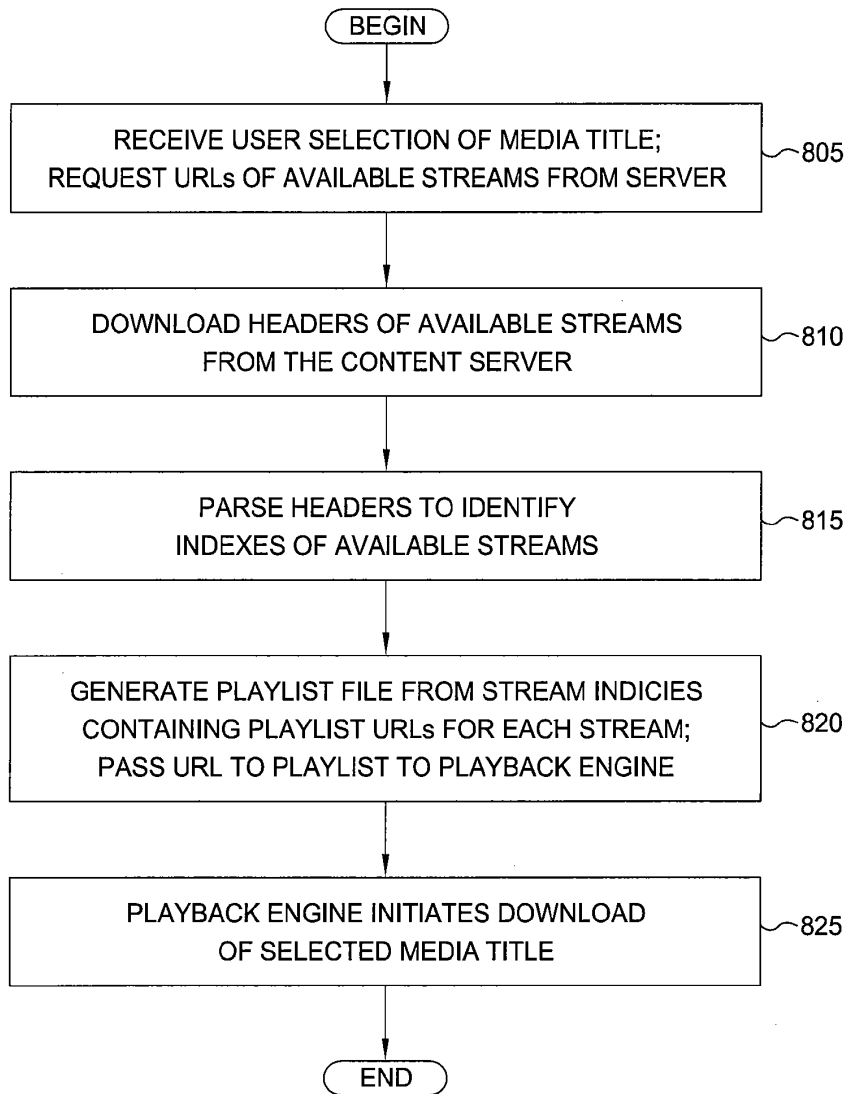 BEGIN
RECEIVE USER SELECTION OF MEDIA TITLE;
REQUEST URLs OF AVAILABLE STREAMS FROM SERVER
805
DOWNLOAD HEADERS OF AVAILABLE STREAMS
FROM THE CONTENT SERVER
810
PARSE HEADERS TO IDENTIFY
INDEXES OF AVAILABLE STREAMS
815
GENERATE PLAYLIST FILE FROM STREAM INDICIES
CONTAINING PLAYLIST URLs FOR EACH STREAM;
PASS URL TO PLAYLIST TO PLAYBACK ENGINE
820
PLAYBACK ENGINE INITIATES DOWNLOAD
OF SELECTED MEDIA TITLE
825
END